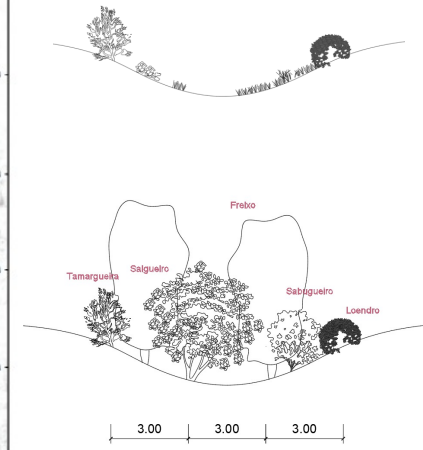 Freixo
Salgueiro
Tamargueira
Sabugueiro
Loendro
3.00 3.00 3.00